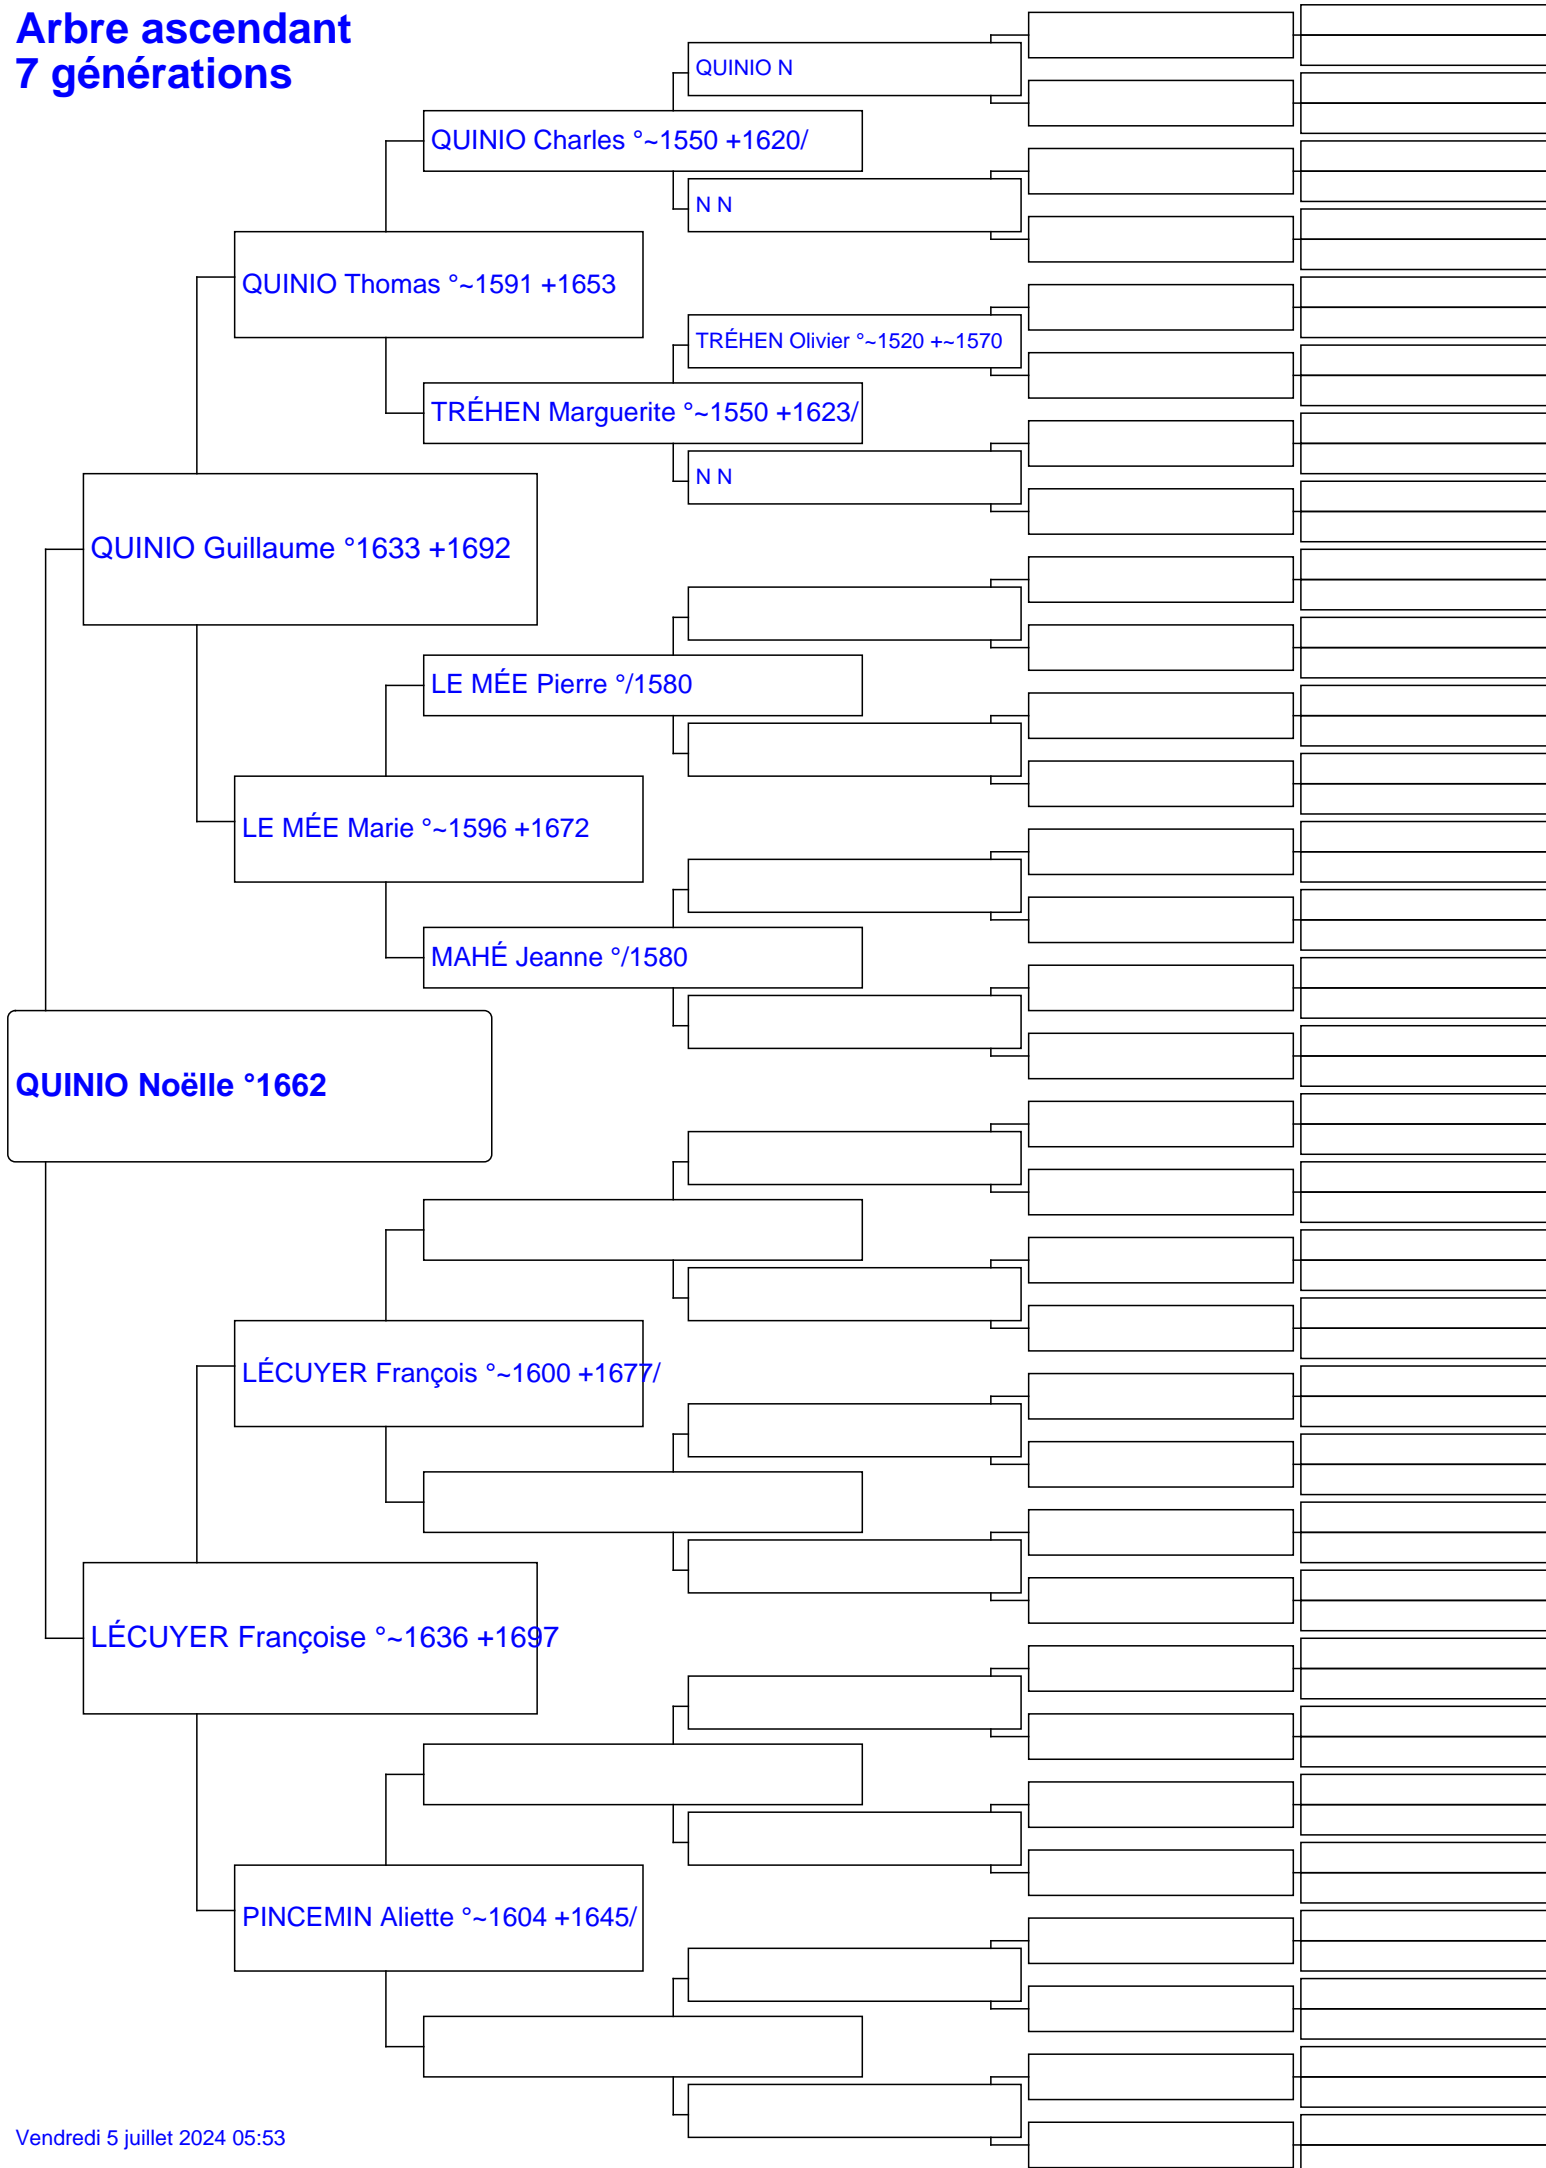 Arbre ascendant
7 générations
QUINIO N
QUINIO Charles °~1550 +1620/
N N
QUINIO Thomas °~1591 +1653
TRÉHEN Olivier °~1520 +~1570
TRÉHEN Marguerite °~1550 +1623/
N N
QUINIO Guillaume °1633 +1692
LE MÉE Pierre °/1580
LE MÉE Marie °~1596 +1672
MAHÉ Jeanne °/1580
QUINIO Noëlle °1662
LÉCUYER François °~1600 +1677/
LÉCUYER Françoise °~1636 +1697
PINCEMIN Aliette °~1604 +1645/
Vendredi 5 juillet 2024 05:53